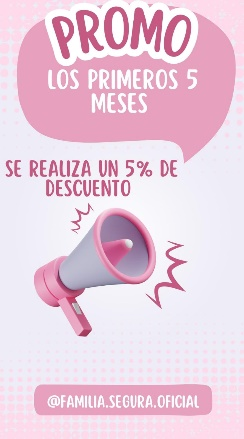 PROMO
LOS PRIMEROS 5
MESES
SE REALIZA UN 5% DE
DESCUENTO
@FAMILIA.SEGURA.OFICIAL